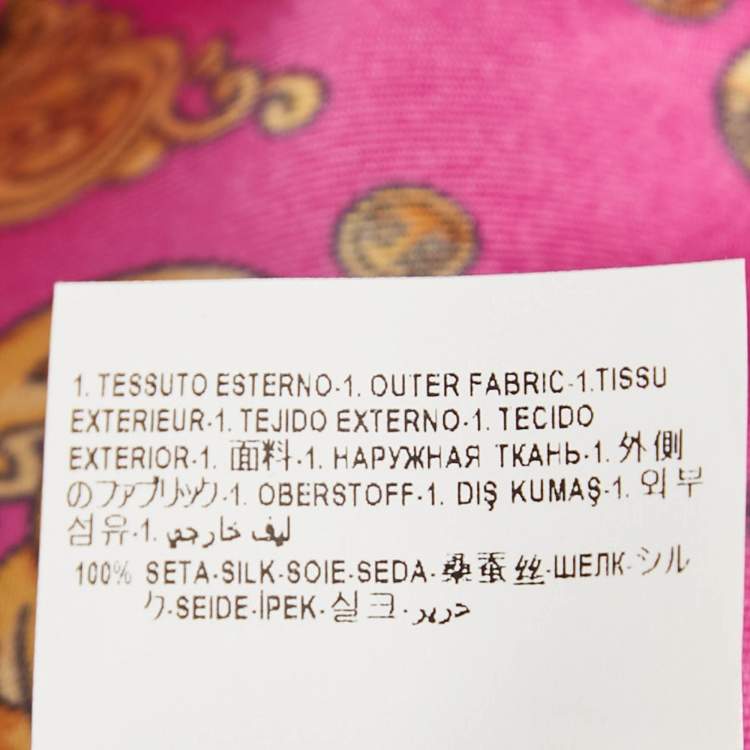 1. TESSUTO ESTERNO-1. OUTER FABRIC-1.TISSU
EXTERIEUR-1. TEJIDO EXTERNO-1. TECIDO
EXTERIOR-1. 面料-1. НАРУЖНАЯ ТКАНЬ-1. 外側
のファブリック-1. OBERSTOFF-1. DIŞ KUMAŞ-1. 외부
섬유-1. ليف خارجي
100% SETA-SILK-SOIE-SEDA-桑蚕丝-ШЕЛК-シル
ク-SEIDE-İPEK-실크-حرير